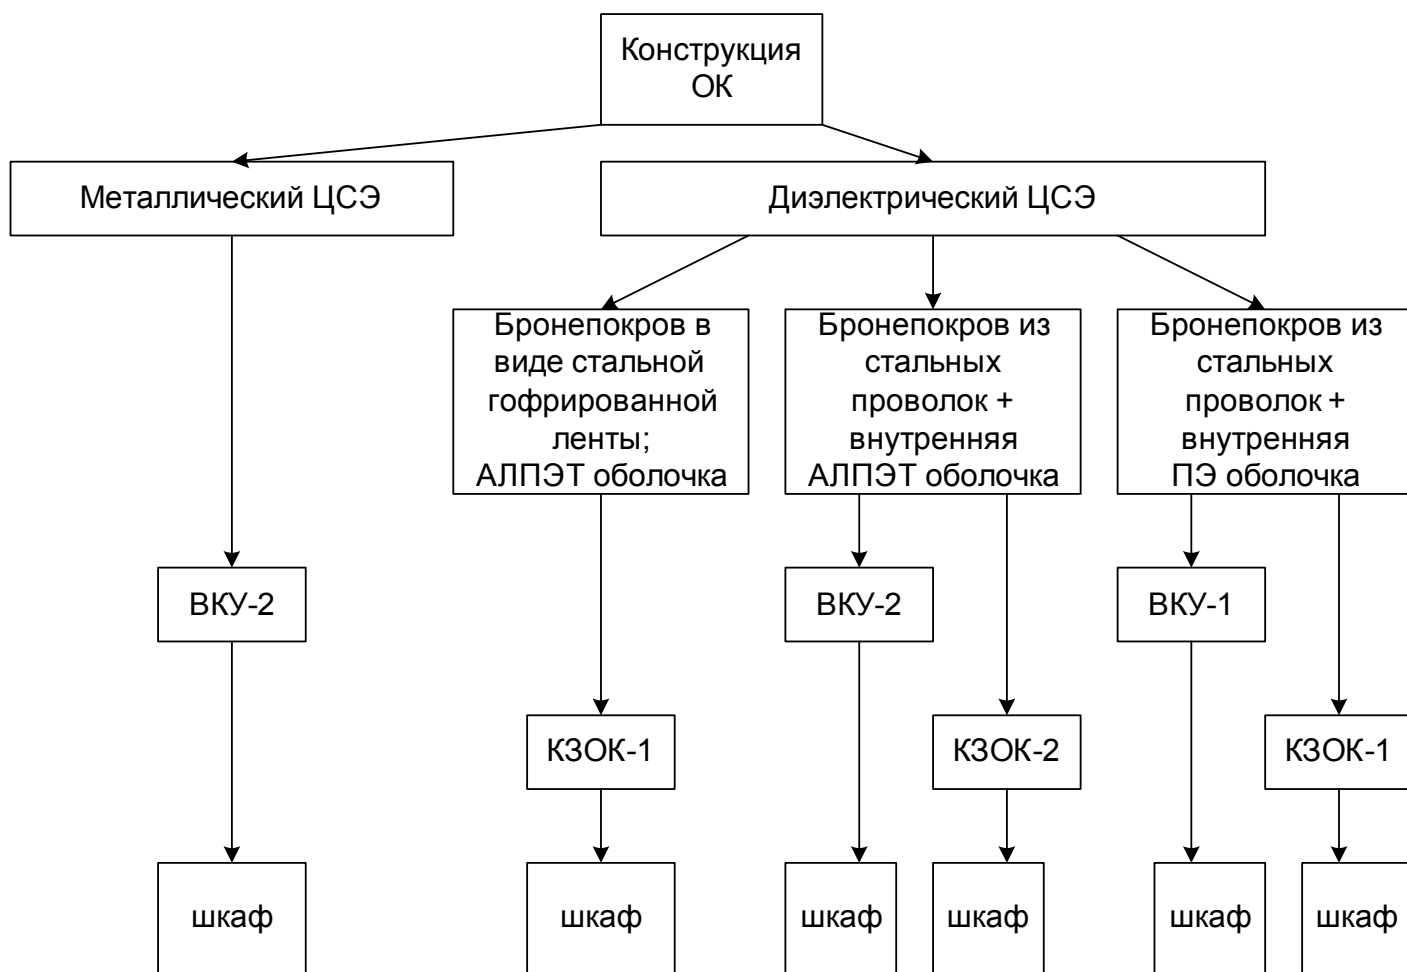 Конструкция
ОК
Металлический ЦСЭ
Диэлектрический ЦСЭ
Бронепокров в
виде стальной
гофрированной
ленты;
АЛПЭТ оболочка
Бронепокров из
стальных
проволок +
внутренняя
АЛПЭТ оболочка
Бронепокров из
стальных
проволок +
внутренняя
ПЭ оболочка
ВКУ-2
ВКУ-2
ВКУ-1
КЗОК-1
КЗОК-2
КЗОК-1
шкаф
шкаф
шкаф
шкаф
шкаф
шкаф